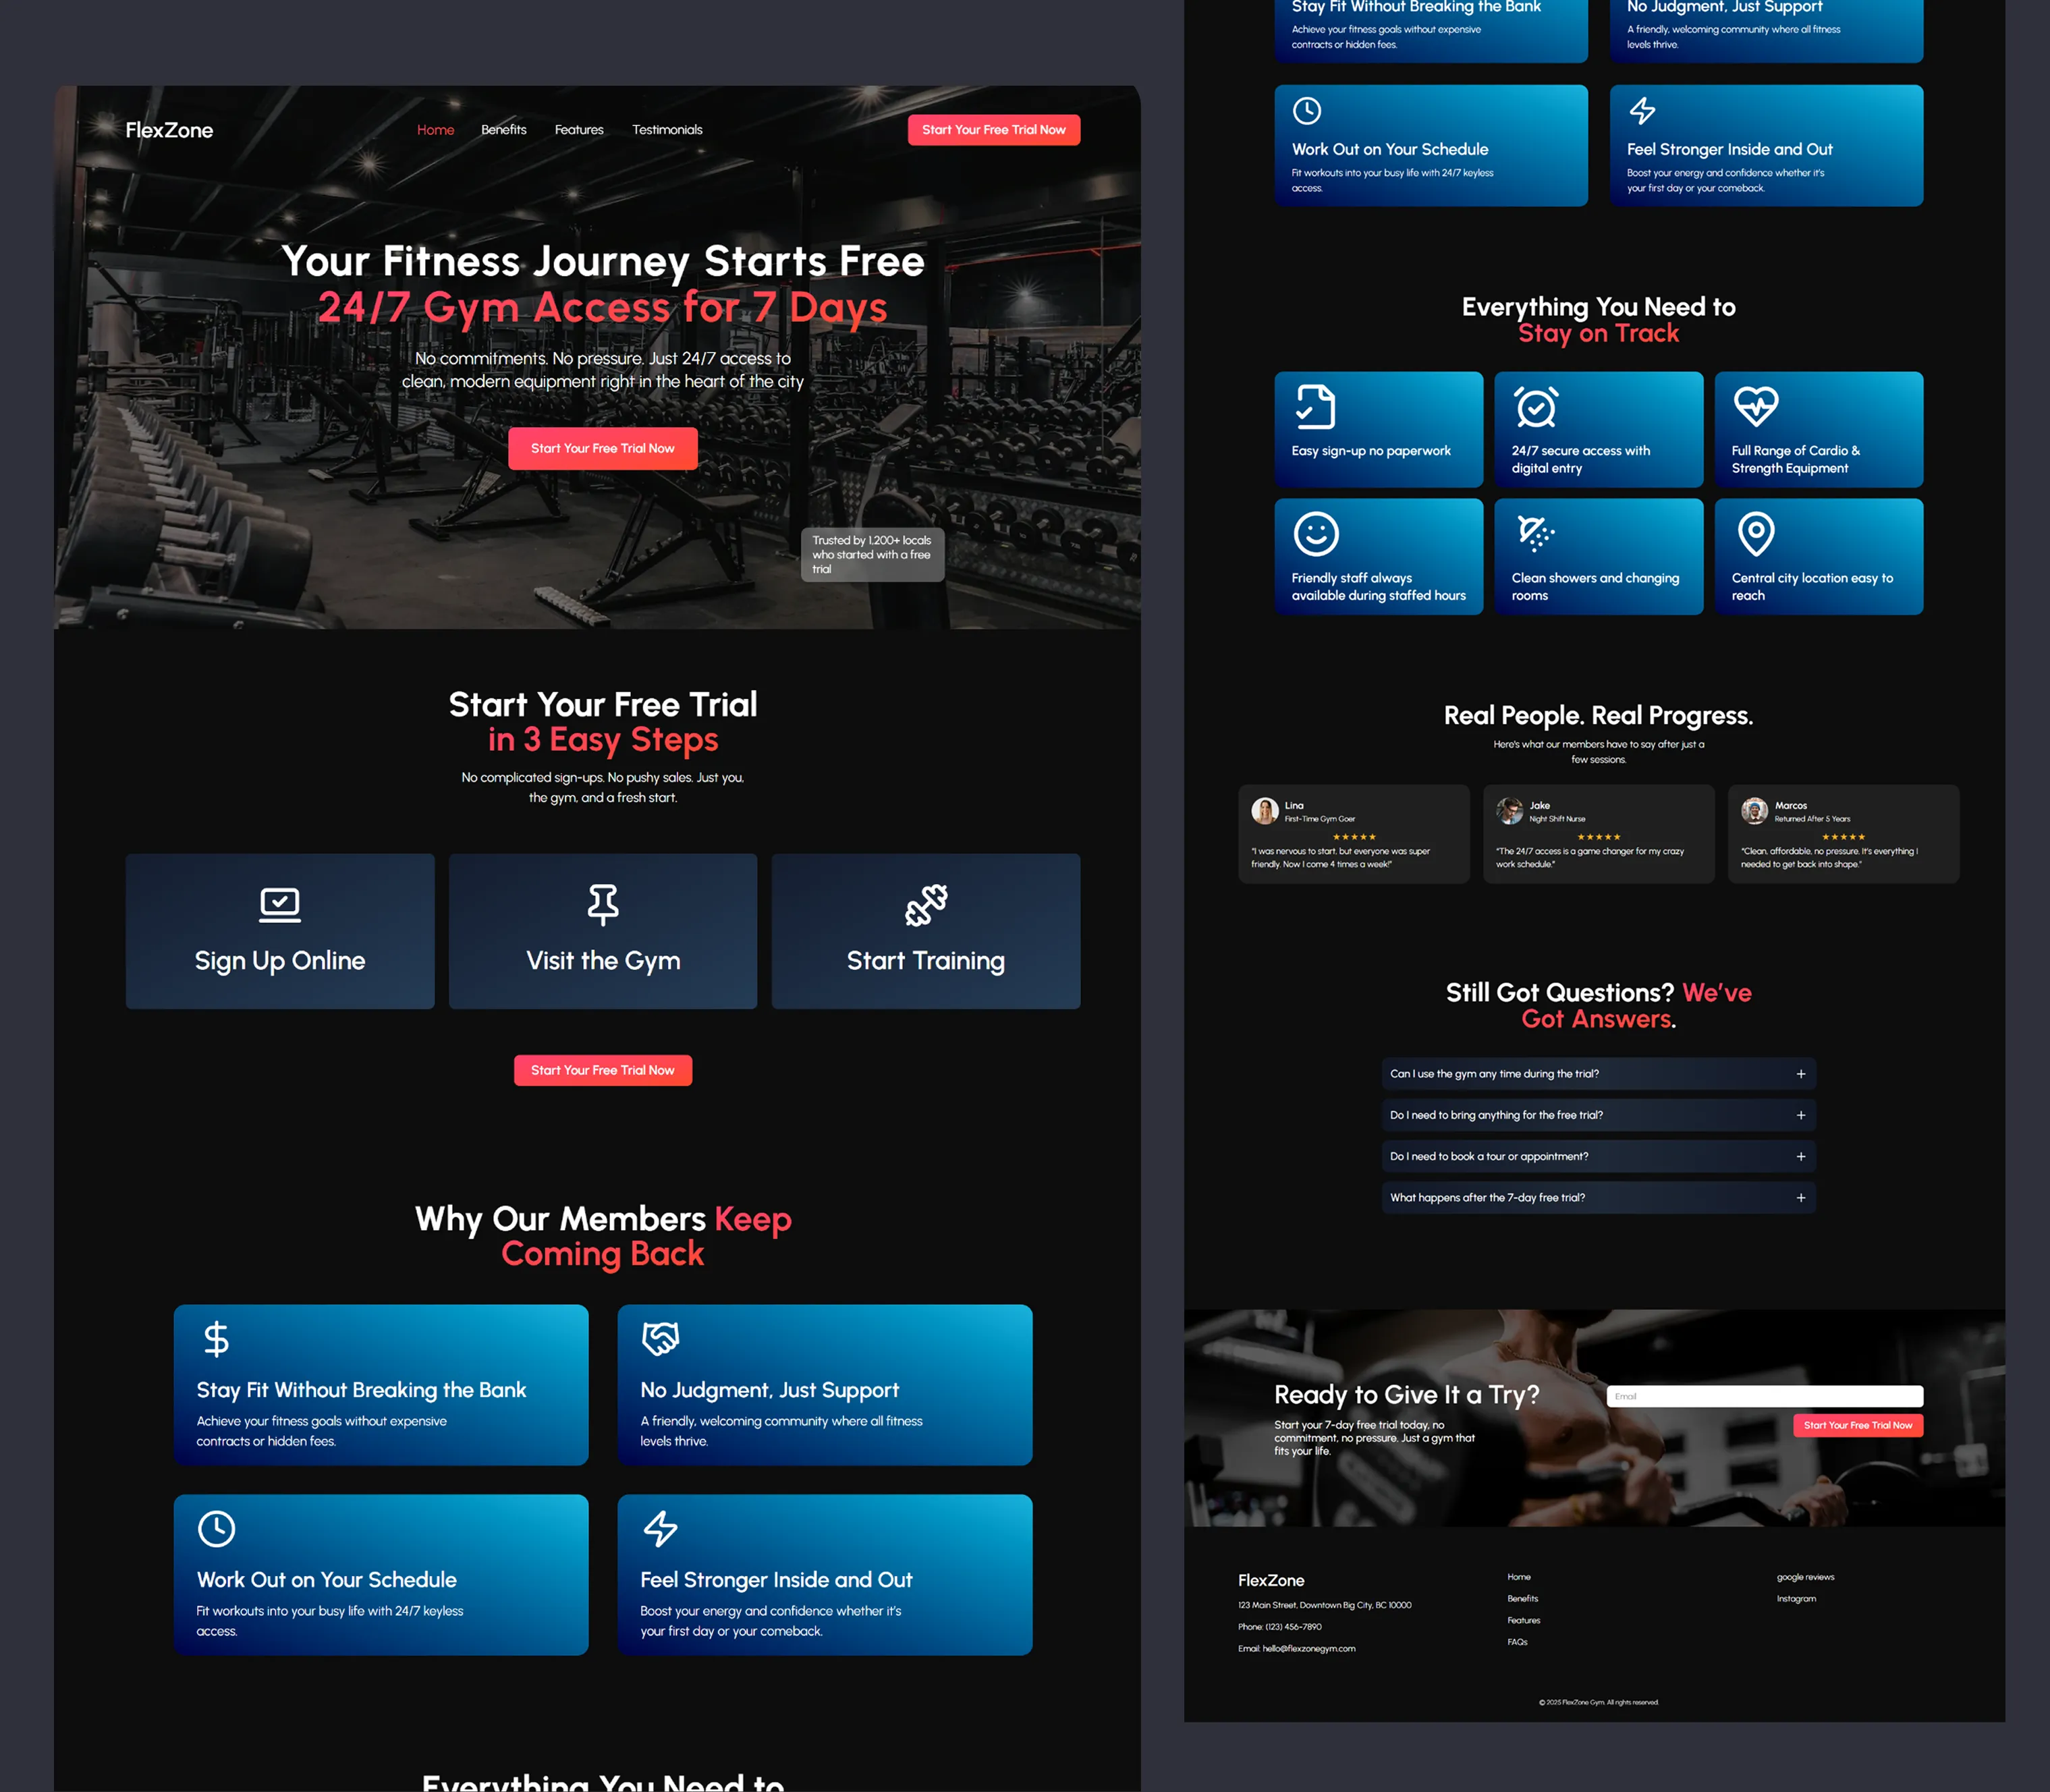 FlexZone
Home
Benefits
Features
Testimonials
Start Your Free Trial Now
Your Fitness Journey Starts Free
24/7 Gym Access for 7 Days
No commitments. No pressure. Just 24/7 access to
clean, modern equipment right in the heart of the city
Start Your Free Trial Now
Trusted by 1,200+ locals
who started with a free
trial
Start Your Free Trial
in 3 Easy Steps
No complicated sign-ups. No pushy sales. Just you,
the gym, and a fresh start.
Sign Up Online
Visit the Gym
Start Training
Start Your Free Trial Now
Why Our Members Keep
Coming Back
Stay Fit Without Breaking the Bank
Achieve your fitness goals without expensive
contracts or hidden fees.
No Judgment, Just Support
A friendly, welcoming community where all fitness
levels thrive.
Work Out on Your Schedule
Fit workouts into your busy life with 24/7 keyless
access.
Feel Stronger Inside and Out
Boost your energy and confidence whether it's
your first day or your comeback.
Everything You Need to
Stay Fit Without Breaking the Bank
Achieve your fitness goals without expensive
contracts or hidden fees.
No Judgment, Just Support
A friendly, welcoming community where all fitness
levels thrive.
Work Out on Your Schedule
Fit workouts into your busy life with 24/7 keyless
access.
Feel Stronger Inside and Out
Boost your energy and confidence whether it's
your first day or your comeback.
Everything You Need to
Stay on Track
Easy sign-up no paperwork
24/7 secure access with
digital entry
Full Range of Cardio &
Strength Equipment
Friendly staff always
available during staffed hours
Clean showers and changing
rooms
Central city location easy to
reach
Real People. Real Progress.
Here's what our members have to say after just a
few sessions.
Lina
First-Time Gym Goer
★★★★★
"I was nervous to start, but everyone was super
friendly. Now I come 4 times a week!"
Jake
Night Shift Nurse
★★★★★
"The 24/7 access is a game changer for my crazy
work schedule."
Marcos
Returned After 5 Years
★★★★★
"Clean, affordable, no pressure. It's everything I
needed to get back into shape."
Still Got Questions? We've
Got Answers.
Can I use the gym any time during the trial?
Do I need to bring anything for the free trial?
Do I need to book a tour or appointment?
What happens after the 7-day free trial?
Ready to Give It a Try?
Start your 7-day free trial today, no
commitment, no pressure. Just a gym that
fits your life.
Email
Start Your Free Trial Now
FlexZone
123 Main Street, Downtown Big City, BC 10000
Phone: (123) 456-7890
Email: hello@flexzonegym.com
Home
Benefits
Features
FAQs
google reviews
Instagram
© 2025 FlexZone Gym. All rights reserved.